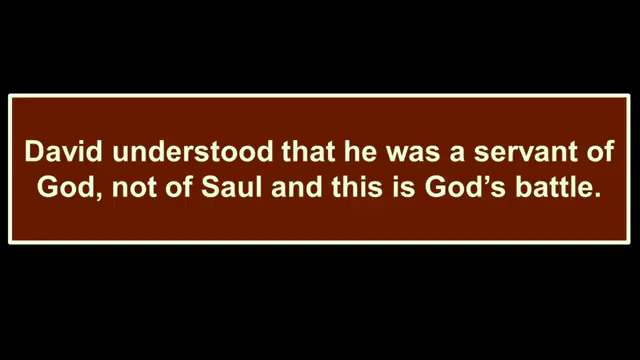 David understood that he was a servant of
God, not of Saul and this is God’s battle.